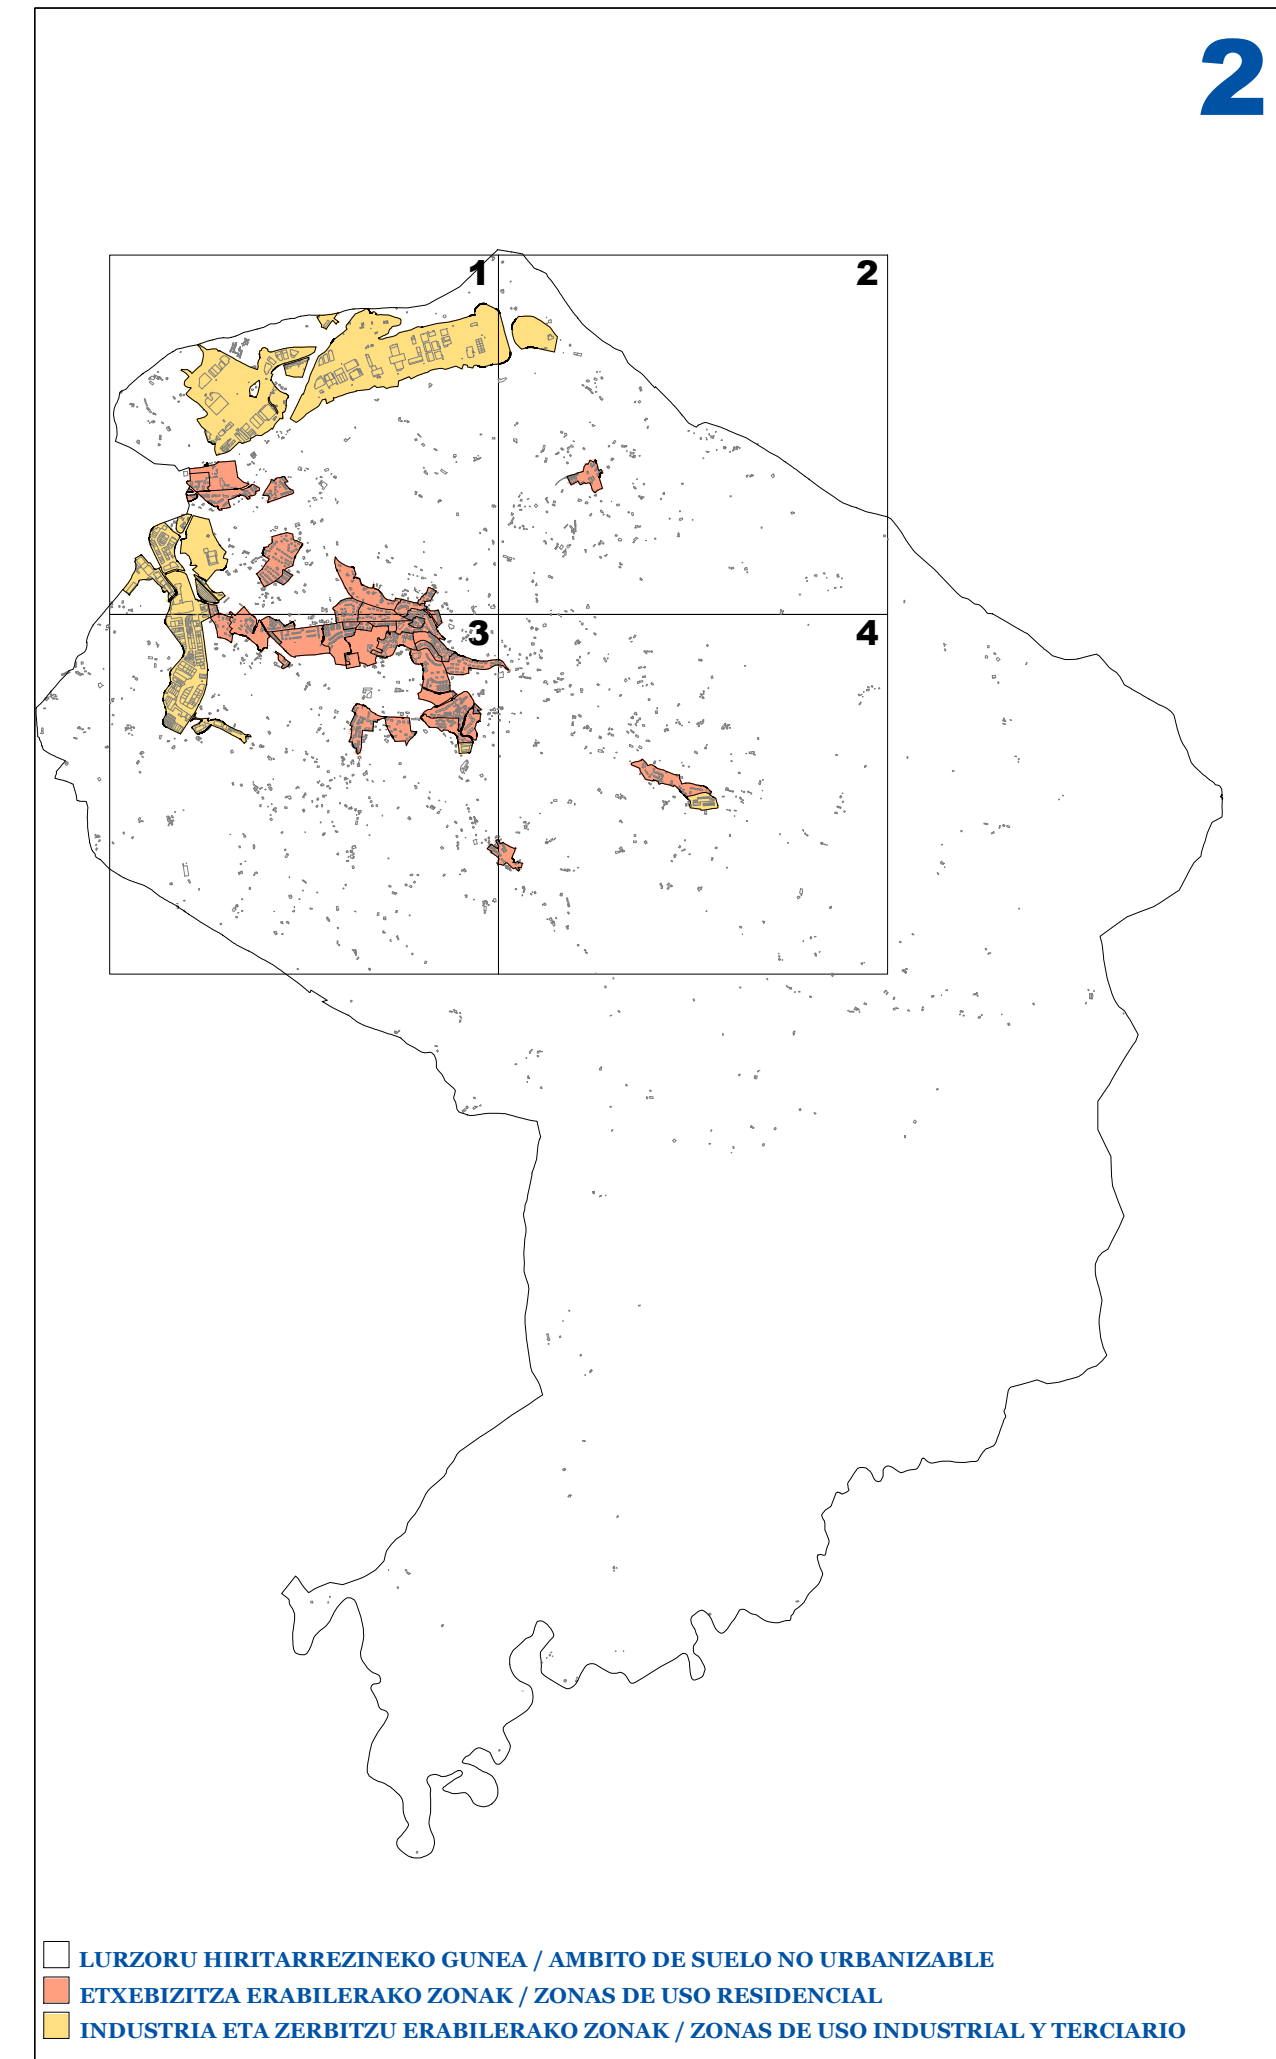 2
1
2
3
4
LURZORU HIRITARREZINEKO GUNEA / AMBITO DE SUELO NO URBANIZABLE
ETXEBIZITZA ERABILERAKO ZONAK / ZONAS DE USO RESIDENCIAL
INDUSTRIA ETA ZERBITZU ERABILERAKO ZONAK / ZONAS DE USO INDUSTRIAL Y TERCIARIO